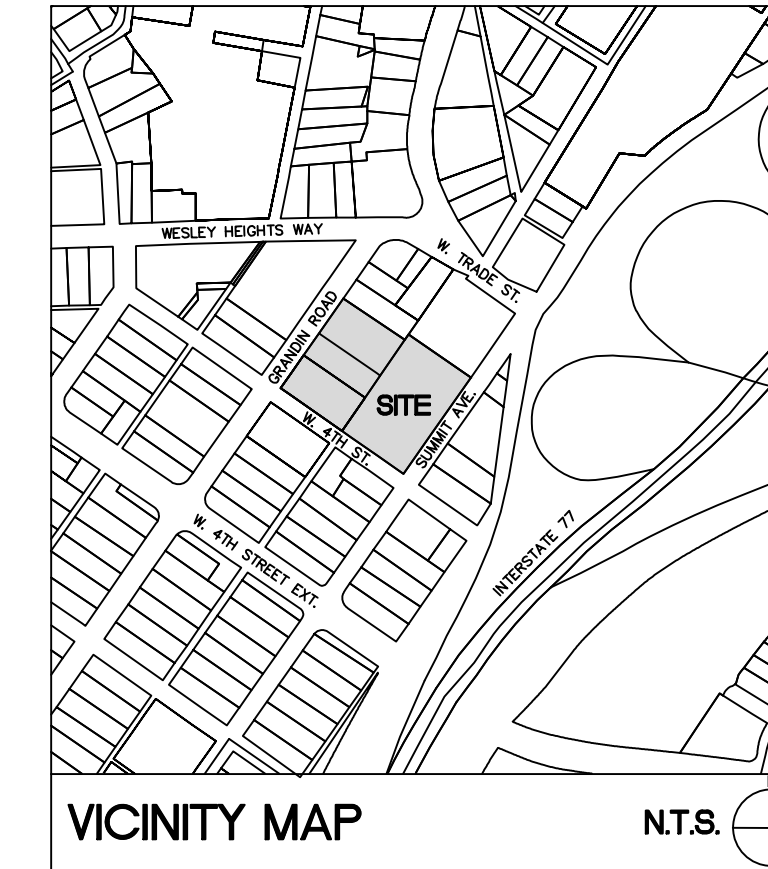 WESLEY HEIGHTS WAY
W. TRADE ST.
GRANDIN ROAD
SITE
SUMMIT AVE.
W. 4TH ST.
W. 4TH STREET EXT.
INTERSTATE 77
VICINITY MAP
N.T.S.